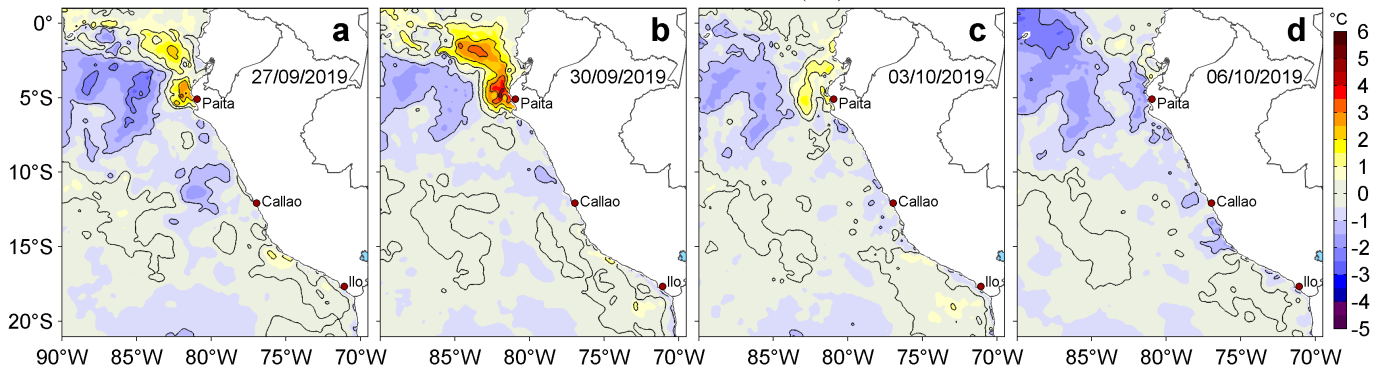 a
b
c
d
27/09/2019
30/09/2019
03/10/2019
06/10/2019
0°
5°S
10°S
15°S
20°S
Paita
Callao
Ilo
Paita
Callao
Ilo
Paita
Callao
Ilo
Paita
Callao
Ilo
90°W 85°W 80°W 75°W 70°W
85°W 80°W 75°W 70°W
85°W 80°W 75°W 70°W
85°W 80°W 75°W 70°W
°C
6
5
4
3
2
1
0
-1
-2
-3
-4
-5